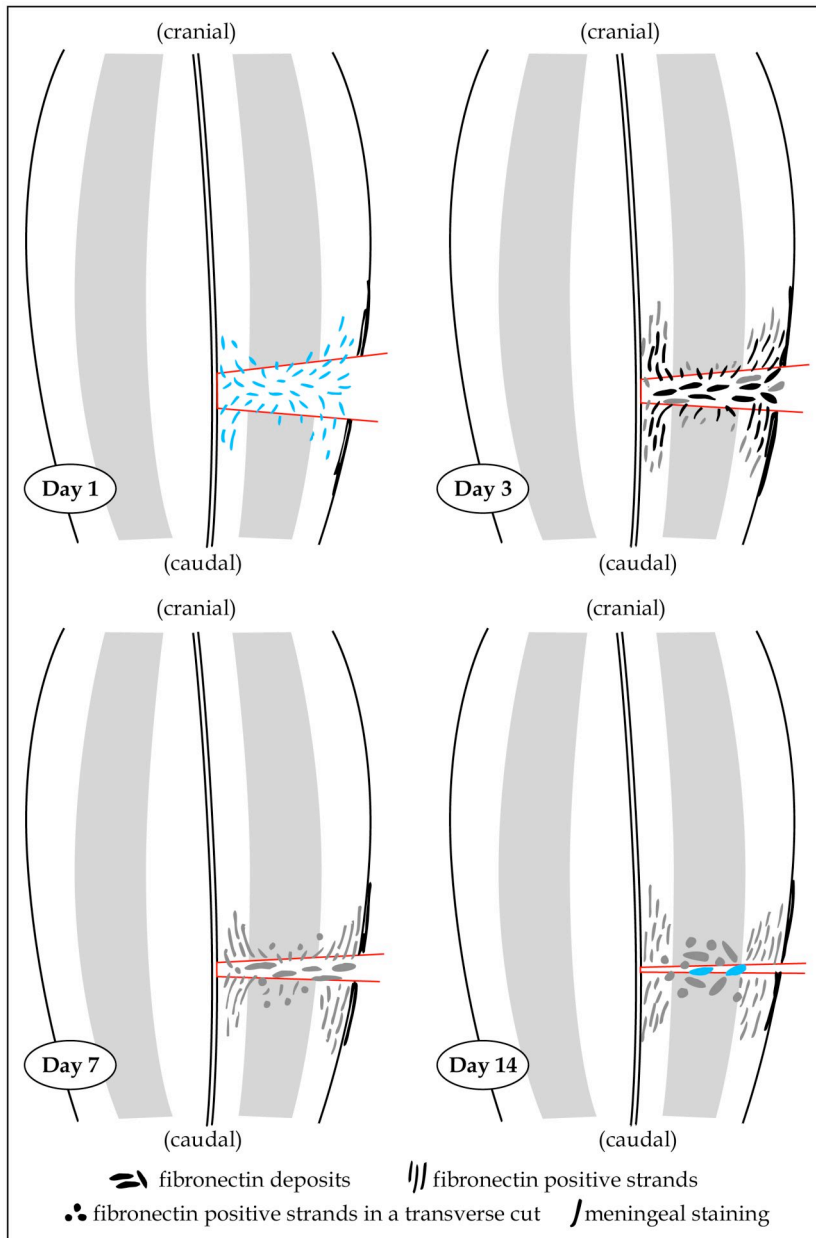 (cranial)
(cranial)
Day 1
Day 3
(caudal)
(caudal)
(cranial)
(cranial)
Day 7
Day 14
(caudal)
(caudal)
fibronectin deposits
fibronectin positive strands
fibronectin positive strands in a transverse cut
meningeal staining